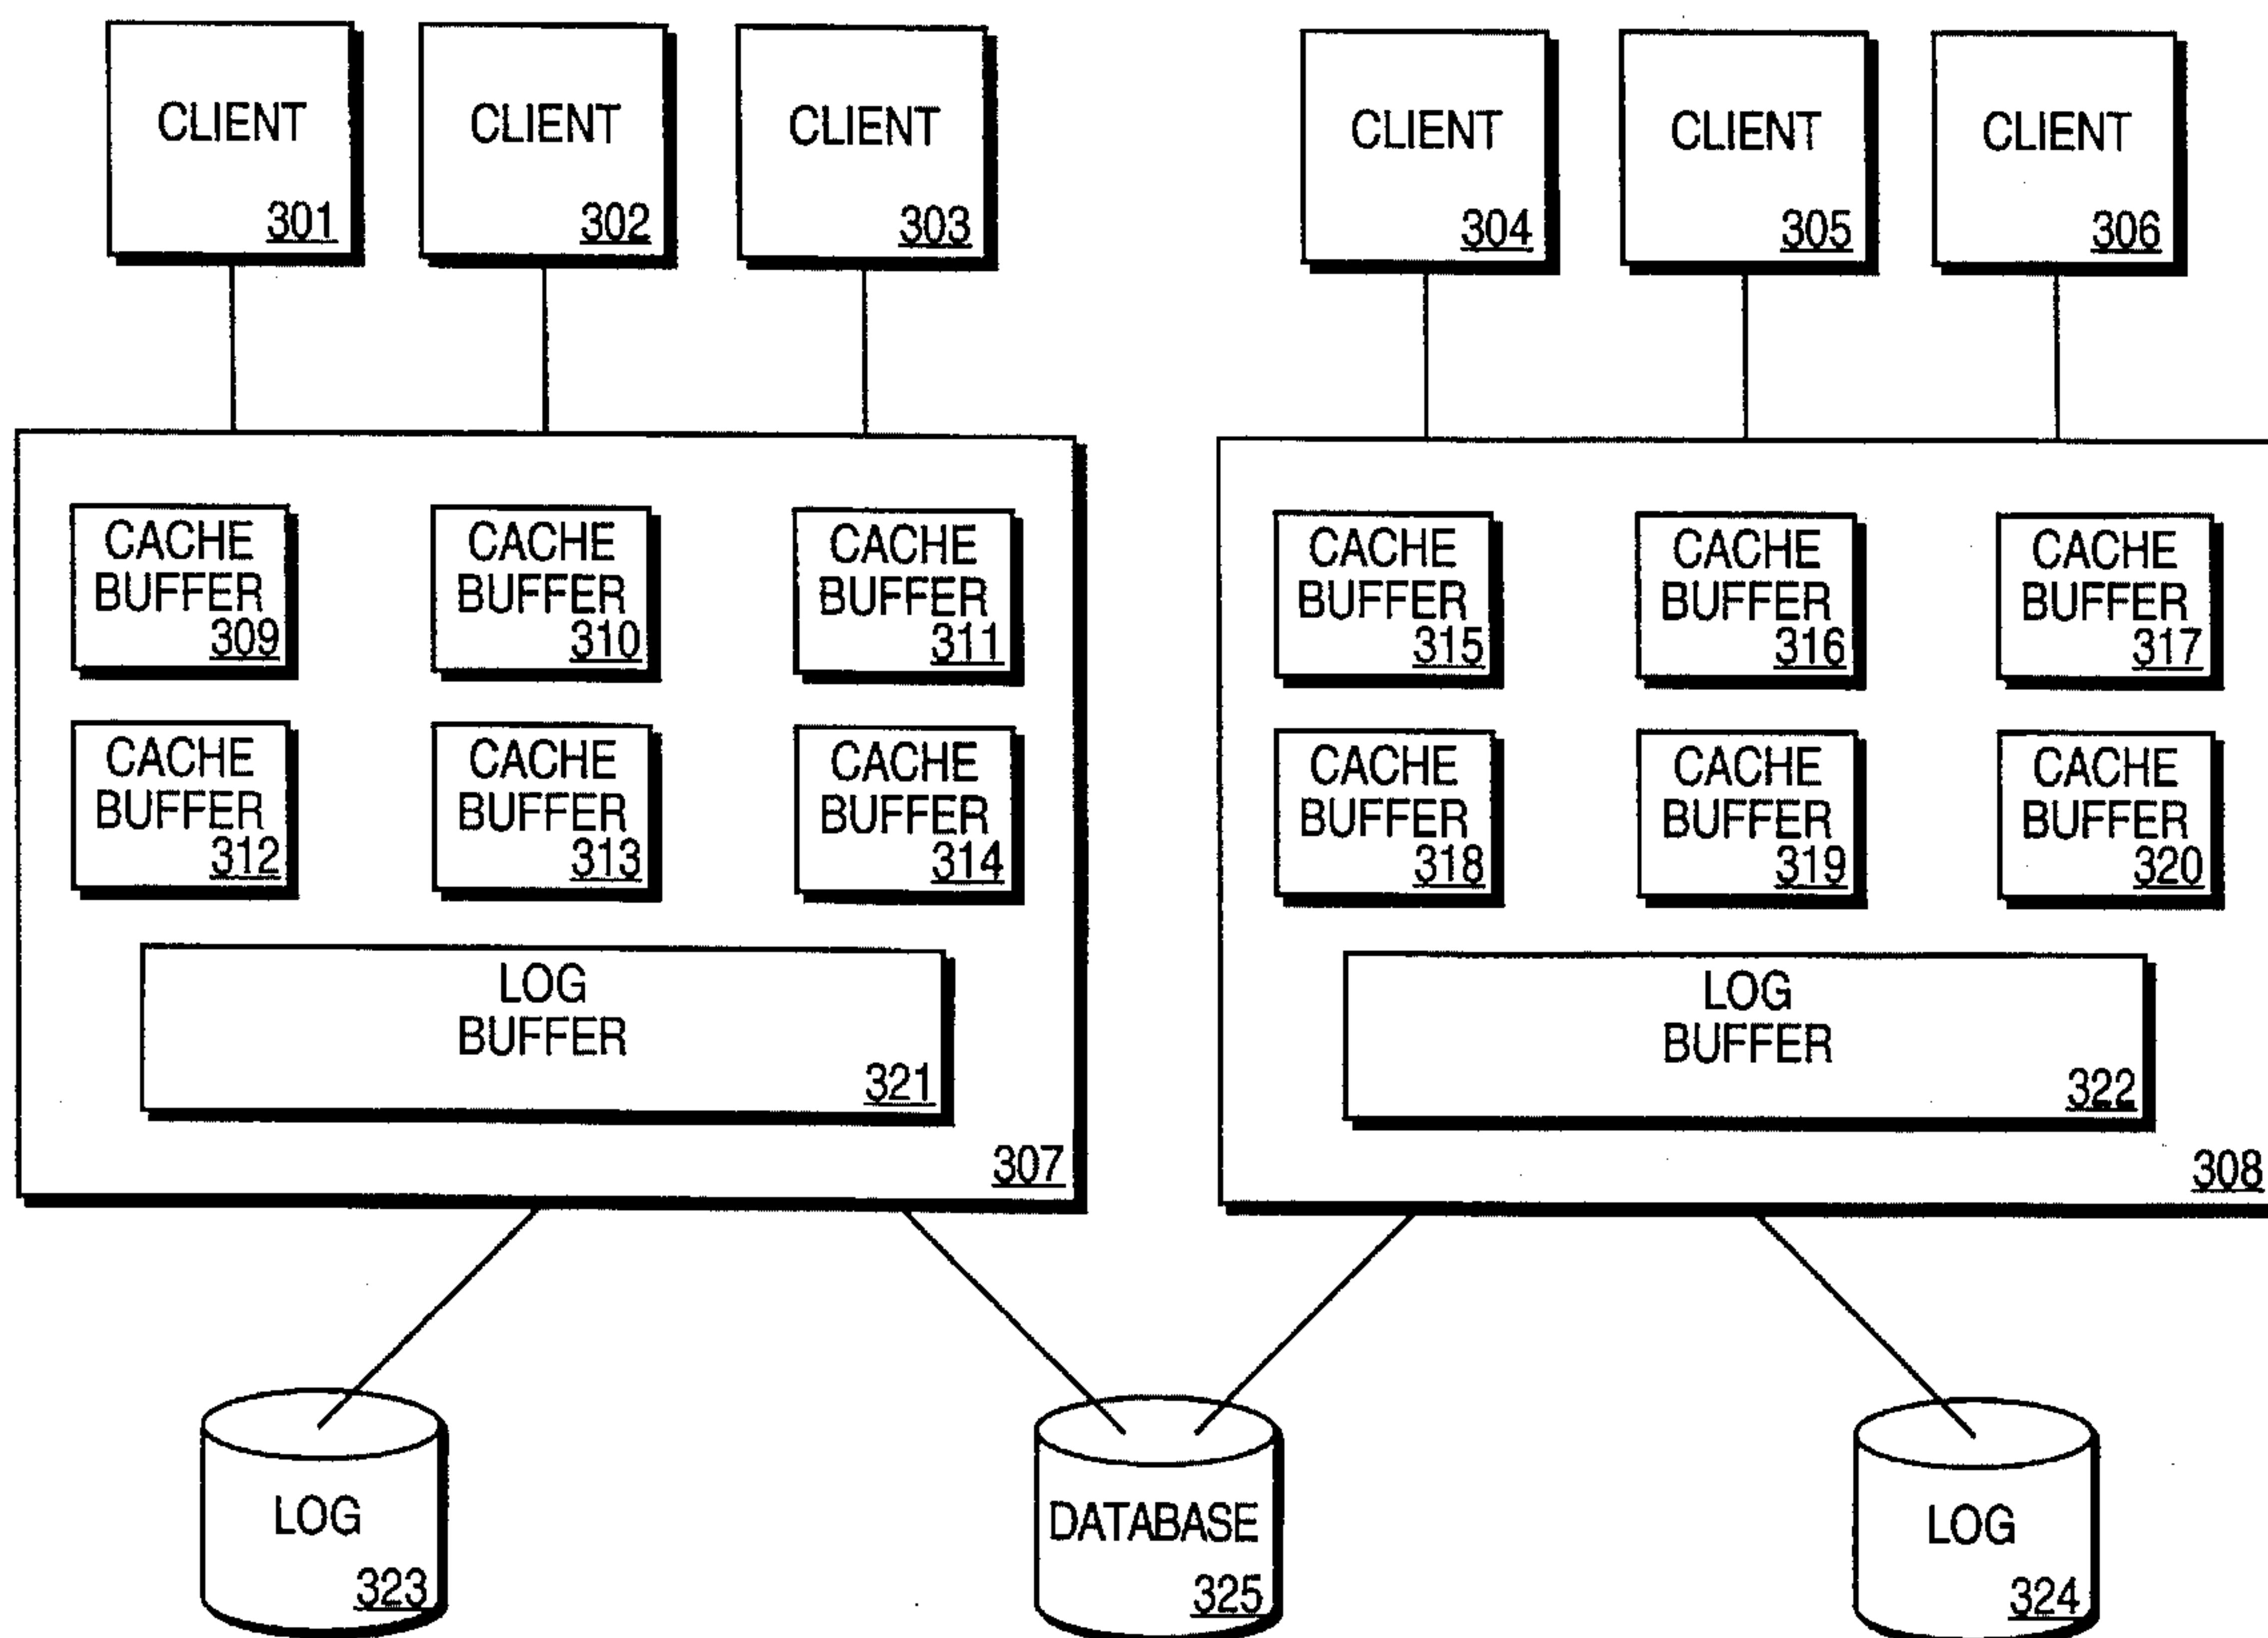 CLIENT
301
CLIENT
302
CLIENT
303
CLIENT
304
CLIENT
305
CLIENT
306
CACHE
BUFFER
309
CACHE
BUFFER
310
CACHE
BUFFER
311
CACHE
BUFFER
312
CACHE
BUFFER
313
CACHE
BUFFER
314
LOG
BUFFER
321
307
CACHE
BUFFER
315
CACHE
BUFFER
316
CACHE
BUFFER
317
CACHE
BUFFER
318
CACHE
BUFFER
319
CACHE
BUFFER
320
LOG
BUFFER
322
308
LOG
323
DATABASE
325
LOG
324